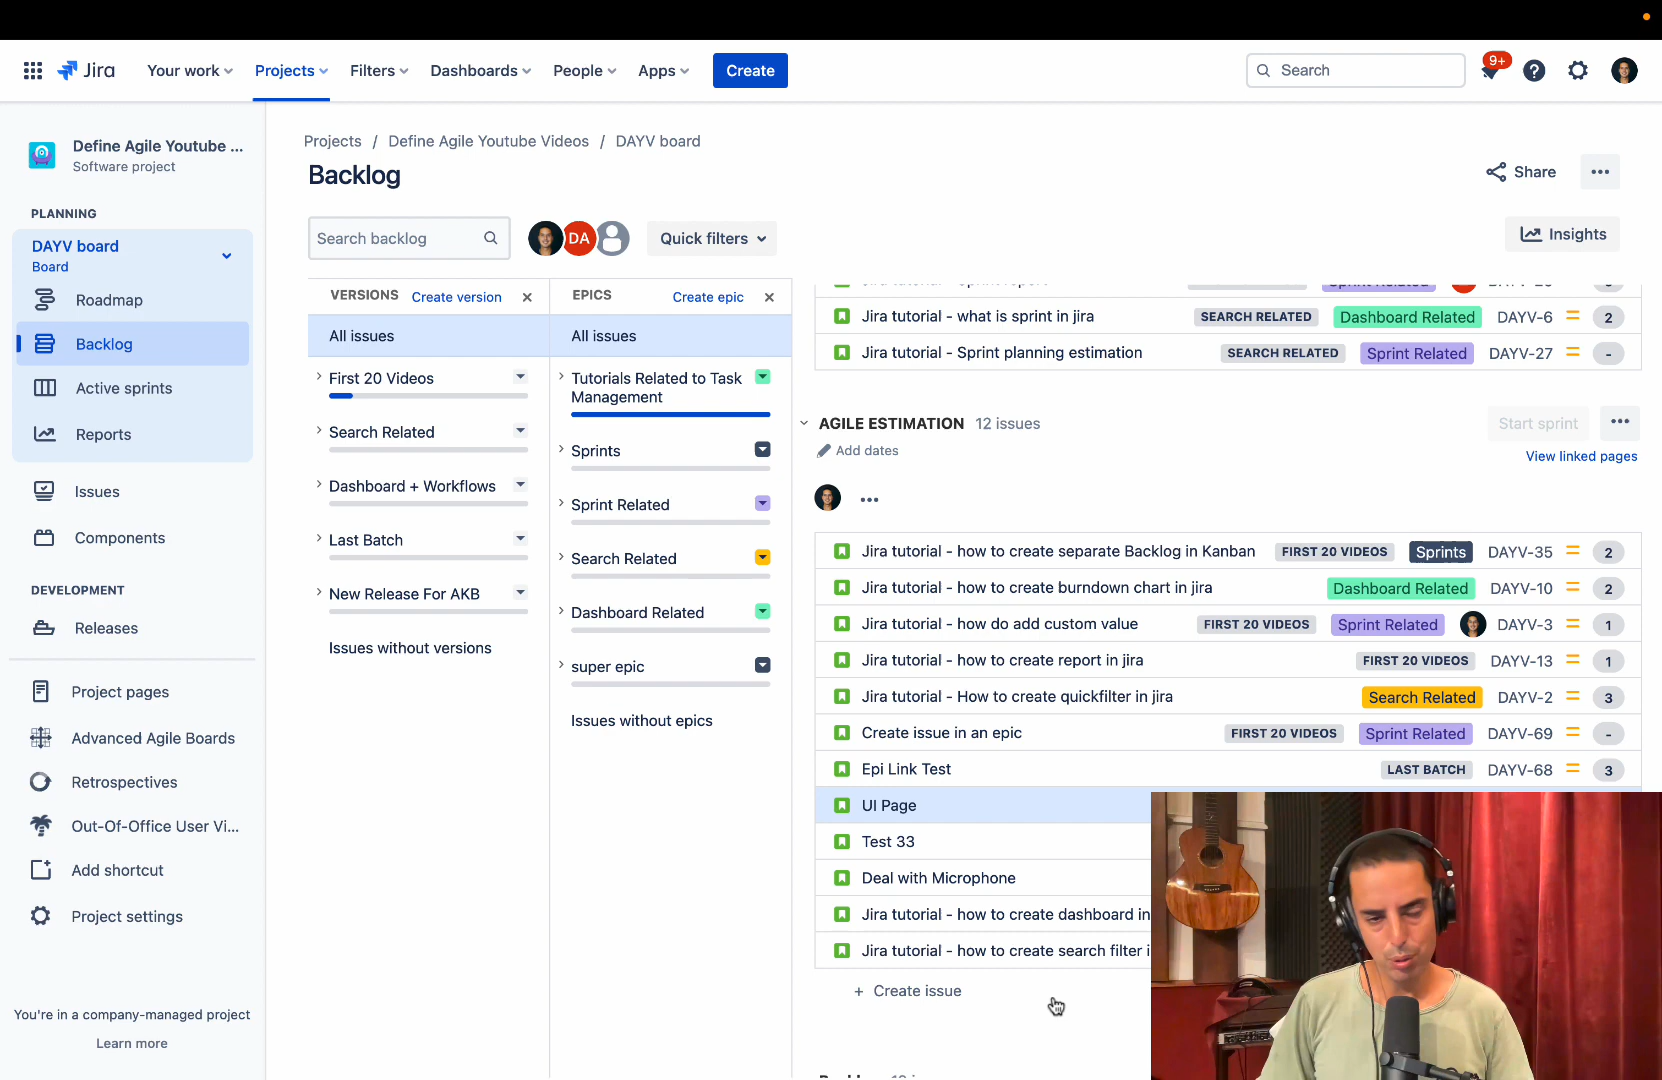 Jira
Your work
Projects
Filters
Dashboards
People
Apps
Create
Search
9+
Define Agile Youtube ...
Software project
PLANNING
DAYV board
Board
Roadmap
Backlog
Active sprints
Reports
Issues
Components
DEVELOPMENT
Releases
Project pages
Advanced Agile Boards
Retrospectives
Out-Of-Office User Vi...
Add shortcut
Project settings
You're in a company-managed project
Learn more
Projects / Define Agile Youtube Videos / DAYV board
Backlog
Share
Search backlog
DA
Quick filters
Insights
VERSIONS Create version
All issues
First 20 Videos
Search Related
Dashboard + Workflows
Last Batch
New Release For AKB
Issues without versions
EPICS Create epic
All issues
Tutorials Related to Task
Management
Sprints
Sprint Related
Search Related
Dashboard Related
super epic
Issues without epics
Jira tutorial - what is sprint in jira SEARCH RELATED Dashboard Related DAYV-6 2
Jira tutorial - Sprint planning estimation SEARCH RELATED Sprint Related DAYV-27 -
AGILE ESTIMATION 12 issues
Start sprint
Add dates
View linked pages
Jira tutorial - how to create separate Backlog in Kanban FIRST 20 VIDEOS Sprints DAYV-35 2
Jira tutorial - how to create burndown chart in jira Dashboard Related DAYV-10 2
Jira tutorial - how do add custom value FIRST 20 VIDEOS Sprint Related DAYV-3 1
Jira tutorial - how to create report in jira FIRST 20 VIDEOS DAYV-13 1
Jira tutorial - How to create quickfilter in jira Search Related DAYV-2 3
Create issue in an epic FIRST 20 VIDEOS Sprint Related DAYV-69 -
Epi Link Test LAST BATCH DAYV-68 3
UI Page
Test 33
Deal with Microphone
Jira tutorial - how to create dashboard in
Jira tutorial - how to create search filter i
+ Create issue